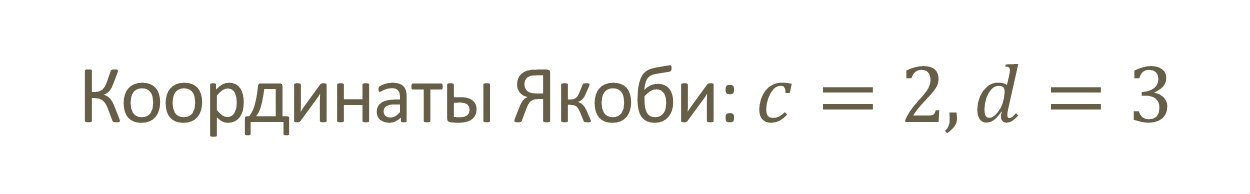 Координаты Якоби: c = 2, d = 3